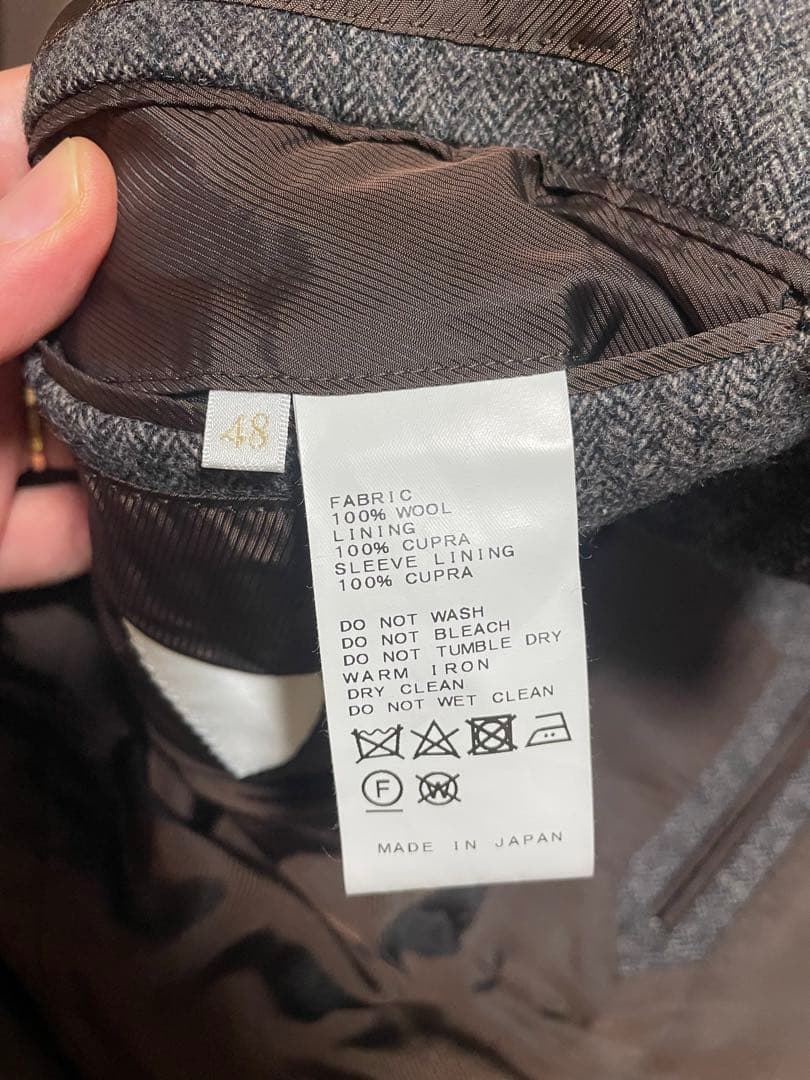 48
FABRIC
100% WOOL
LINING
100% CUPRA
SLEEVE LINING
100% CUPRA
DO NOT WASH
DO NOT BLEACH
DO NOT TUMBLE DRY
WARM IRON
DRY CLEAN
DO NOT WET CLEAN
F W
MADE IN JAPAN